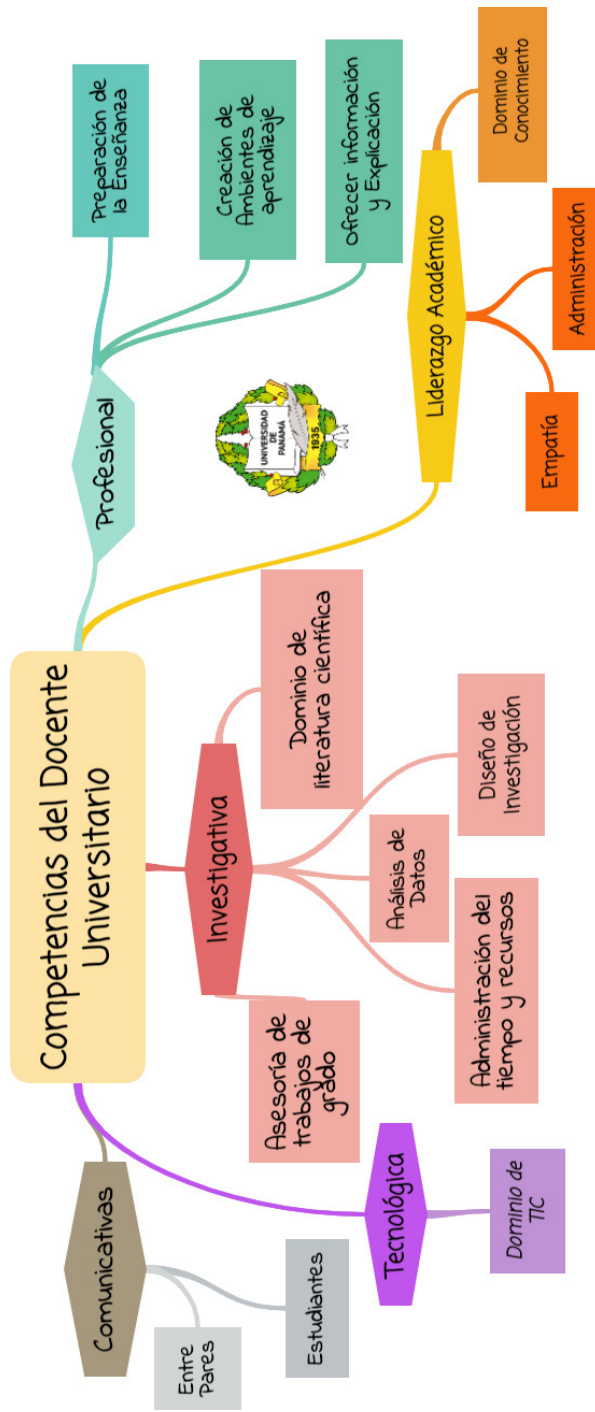 Competencias del Docente
Universitario
Comunicativas
Entre
Pares
Estudiantes
Tecnológica
Dominio de
TIC
Investigativa
Asesoría de
trabajos de
grado
Administración del
tiempo y recursos
Análisis de
Datos
Diseño de
Investigación
Dominio de
literatura científica
Profesional
Preparación de
la Enseñanza
Creación de
Ambientes de
aprendizaje
Ofrecer información
y Explicación
UNIVERSIDAD
DE
PANAMÁ
1935
Liderazgo Académico
Empatía
Administración
Dominio de
Conocimiento